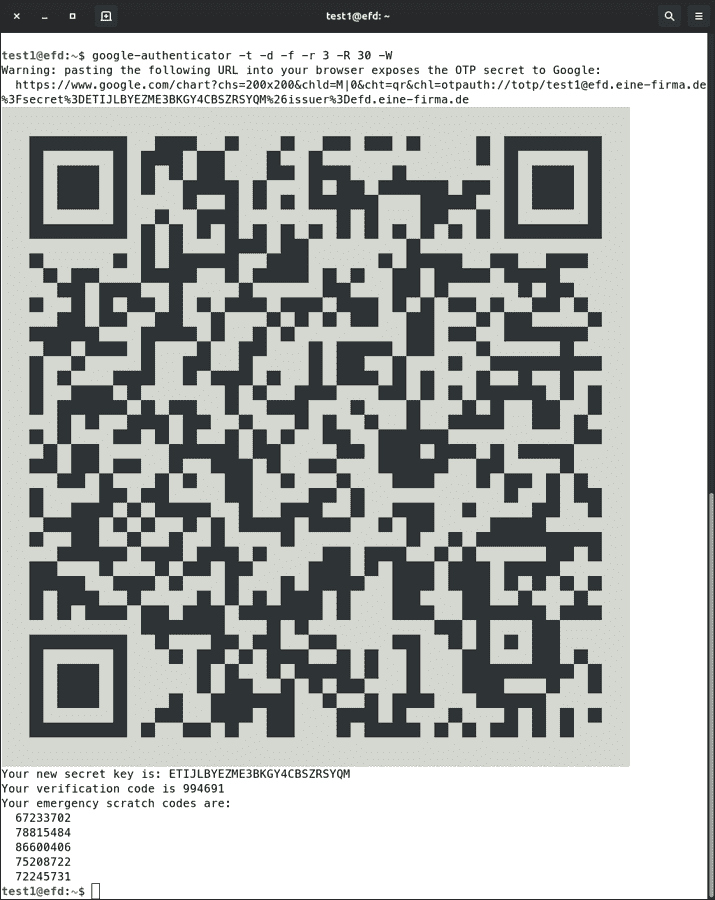 test1@efd: ~
test1@efd:~$ google-authenticator -t -d -f -r 3 -R 30 -W
Warning: pasting the following URL into your browser exposes the OTP secret to Google:
https://www.google.com/chart?chs=200x200&chld=M|0&cht=qr&chl=otpauth://totp/test1@efd.eine-firma.de
%3Fsecret%3DETIJLBYEZME3BKGY4CBSZRSYQM%26issuer%3Defd.eine-firma.de
Your new secret key is: ETIJLBYEZME3BKGY4CBSZRSYQM
Your verification code is 994691
Your emergency scratch codes are:
67233702
78815484
86600406
75208722
72245731
test1@efd:~$